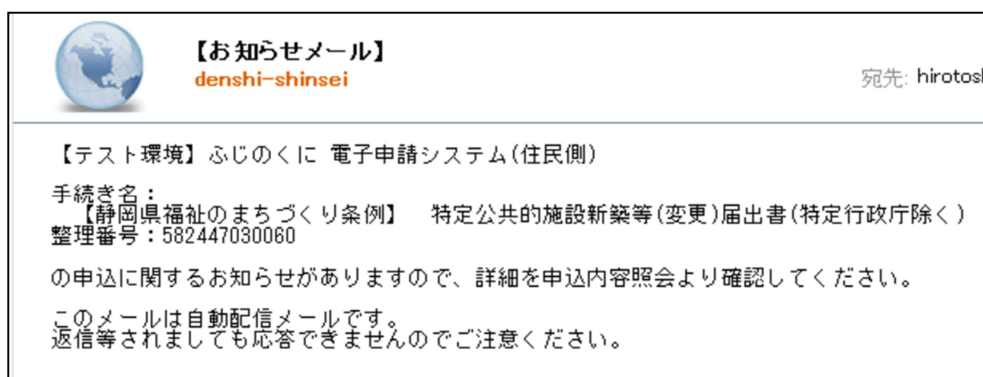 【お知らせメール】
denshi-shinsei
宛先: hirotosh
【テスト環境】ふじのくに 電子申請システム(住民側)
手続き名：
【静岡県福祉のまちづくり条例】　特定公共的施設新築等(変更)届出書(特定行政庁除く)
整理番号：582447030060
の申込に関するお知らせがありますので、詳細を申込内容照会より確認してください。
このメールは自動配信メールです。
返信等されましても応答できませんのでご注意ください。